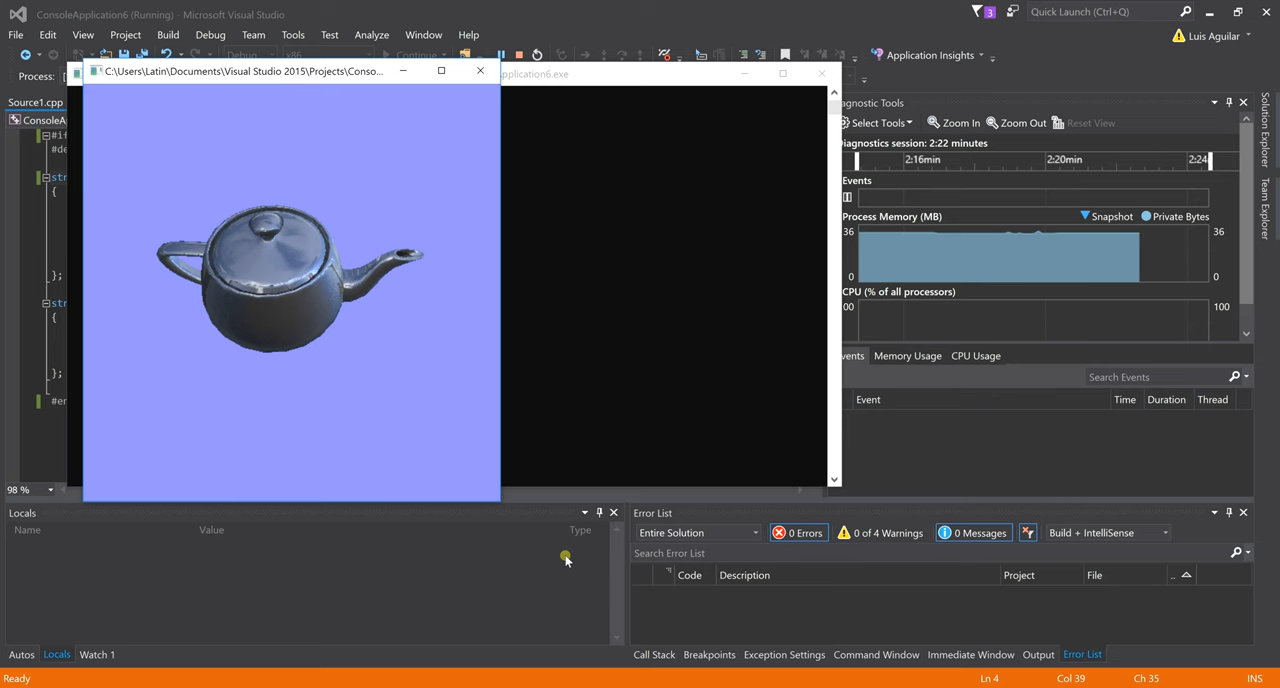 ConsoleApplication6 (Running) - Microsoft Visual Studio
3
Quick Launch (Ctrl+Q)
File Edit View Project Build Debug Team Tools Test Analyze Window Help
Luis Aguilar
Debug x86 Continue
Application Insights
Process: [
C:\Users\Latin\Documents\Visual Studio 2015\Projects\Conso...
pplication6.exe
Source1.cpp
ConsoleA
#if
#de
str
{
};
str
{
};
#er
98 %
iagnostic Tools
Select Tools Zoom In Zoom Out Reset View
Diagnostics session: 2:22 minutes
2:16min 2:20min 2:24
Events
Process Memory (MB) Snapshot Private Bytes
36 36
0 0
CPU (% of all processors)
00 100
vents Memory Usage CPU Usage
Search Events
Event Time Duration Thread
Solution Explorer
Team Explorer
Locals
Name Value Type
Autos Locals Watch 1
Error List
Entire Solution 0 Errors 0 of 4 Warnings 0 Messages Build + IntelliSense
Search Error List
Code Description Project File ..
Call Stack Breakpoints Exception Settings Command Window Immediate Window Output Error List
Ready Ln 4 Col 39 Ch 35 INS